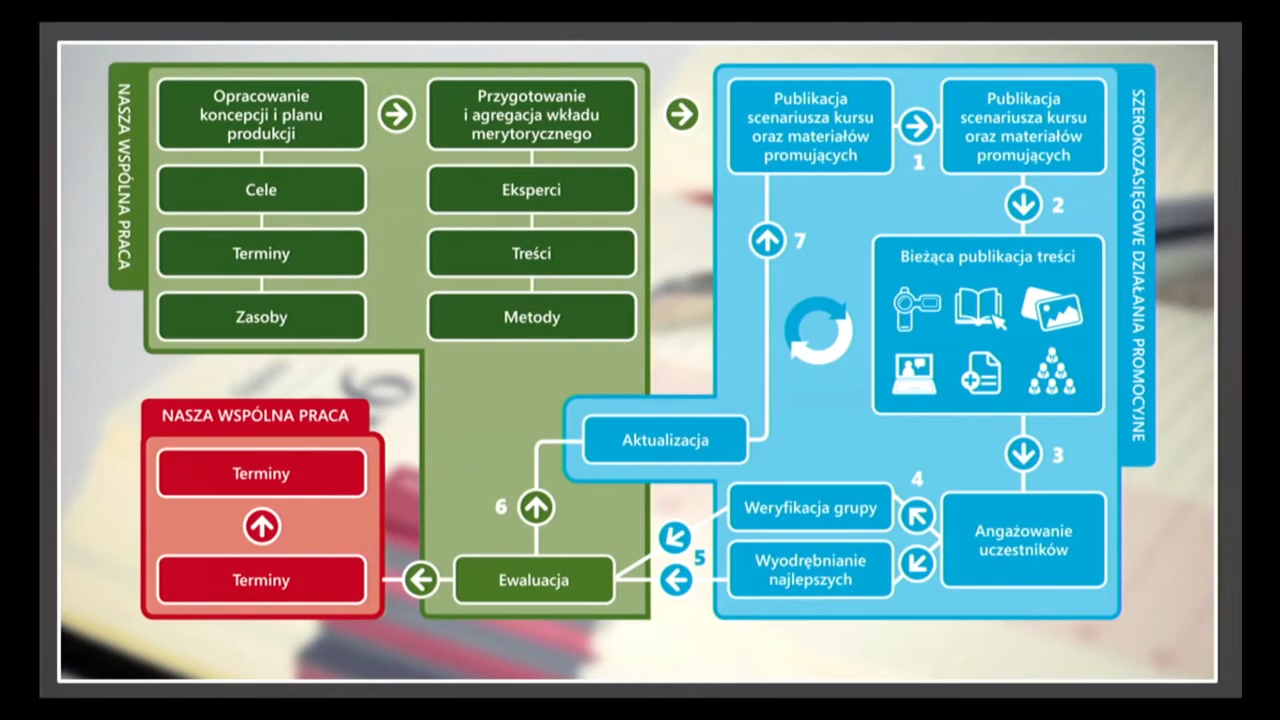 NASZA WSPÓLNA PRACA
Opracowanie
koncepcji i planu
produkcji
Cele
Terminy
Zasoby
Przygotowanie
i agregacja wkładu
merytorycznego
Eksperci
Treści
Metody
Publikacja
scenariusza kursu
oraz materiałów
promujących
1
Publikacja
scenariusza kursu
oraz materiałów
promujących
SZEROKOZASIĘGOWE DZIAŁANIA PROMOCYJNE
2
7
Bieżąca publikacja treści
3
Aktualizacja
NASZA WSPÓLNA PRACA
Terminy
Terminy
6
Ewaluacja
5
4
Weryfikacja grupy
Wyodrębnianie
najlepszych
Angażowanie
uczestników